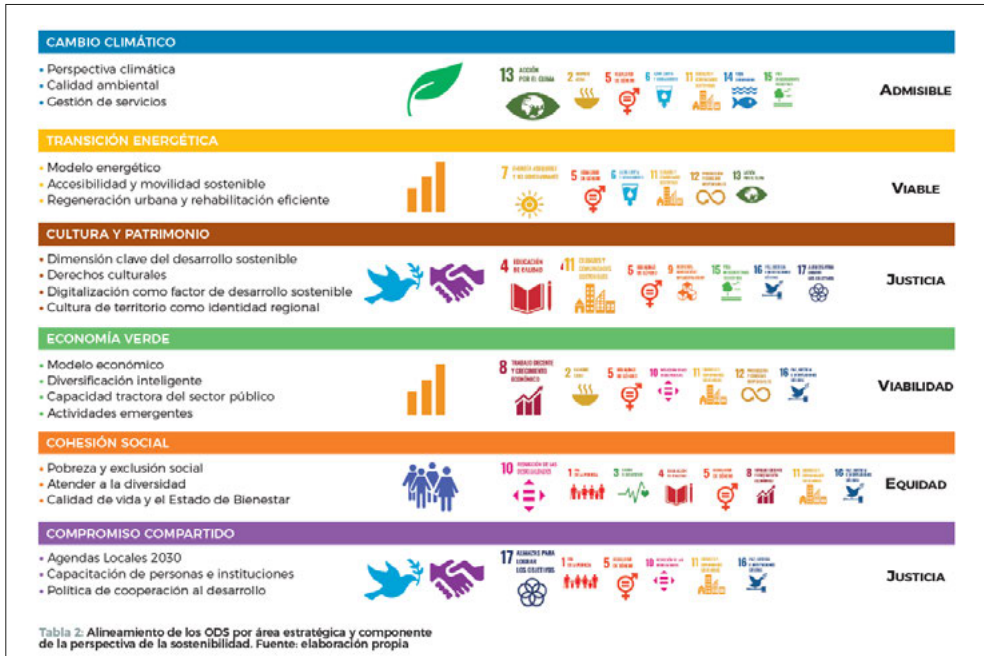 CAMBIO CLIMÁTICO
• Perspectiva climática
• Calidad ambiental
• Gestión de servicios
13 ACCIÓN
POR EL CLIMA
2
5
6
11
14
15
ADMISIBLE
TRANSICIÓN ENERGÉTICA
• Modelo energético
• Accesibilidad y movilidad sostenible
• Regeneración urbana y rehabilitación eficiente
7
5
6
11
12
13
VIABLE
CULTURA Y PATRIMONIO
• Dimensión clave del desarrollo sostenible
• Derechos culturales
• Digitalización como factor de desarrollo sostenible
• Cultura de territorio como identidad regional
4 EDUCACIÓN
DE CALIDAD
11 CIUDADES Y
COMUNIDADES
SOSTENIBLES
5
9
15
16
17
JUSTICIA
ECONOMÍA VERDE
• Modelo económico
• Diversificación inteligente
• Capacidad tractora del sector público
• Actividades emergentes
8 TRABAJO DECENTE
Y CRECIMIENTO
ECONÓMICO
2
5
10
11
12
16
VIABILIDAD
COHESIÓN SOCIAL
• Pobreza y exclusión social
• Atender a la diversidad
• Calidad de vida y el Estado de Bienestar
10 REDUCCIÓN DE LAS
DESIGUALDADES
1
3
4
5
8
11
16
EQUIDAD
COMPROMISO COMPARTIDO
• Agendas Locales 2030
• Capacitación de personas e instituciones
• Política de cooperación al desarrollo
17 ALIANZAS PARA
LOGRAR
LOS OBJETIVOS
1
5
10
11
16
JUSTICIA
Tabla 2: Alineamiento de los ODS por área estratégica y componente
de la perspectiva de la sostenibilidad. Fuente: elaboración propia